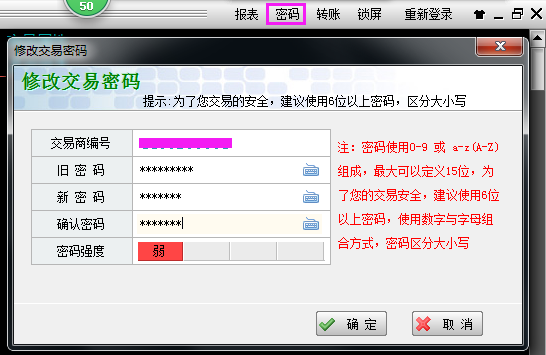 50
报表 密码 转账 锁屏 重新登录
修改交易密码
修改交易密码
提示:为了您交易的安全，建议使用6位以上密码，区分大小写
交易商编号
旧 密 码 *********
新 密 码 *******
确认密码 *******
密码强度 弱
注：密码使用0-9 或 a-z(A-Z)
组成，最大可以定义15位，为
了您的交易安全，建议使用6位
以上密码，使用数字与字母组
合方式，密码区分大小写
确 定 取 消